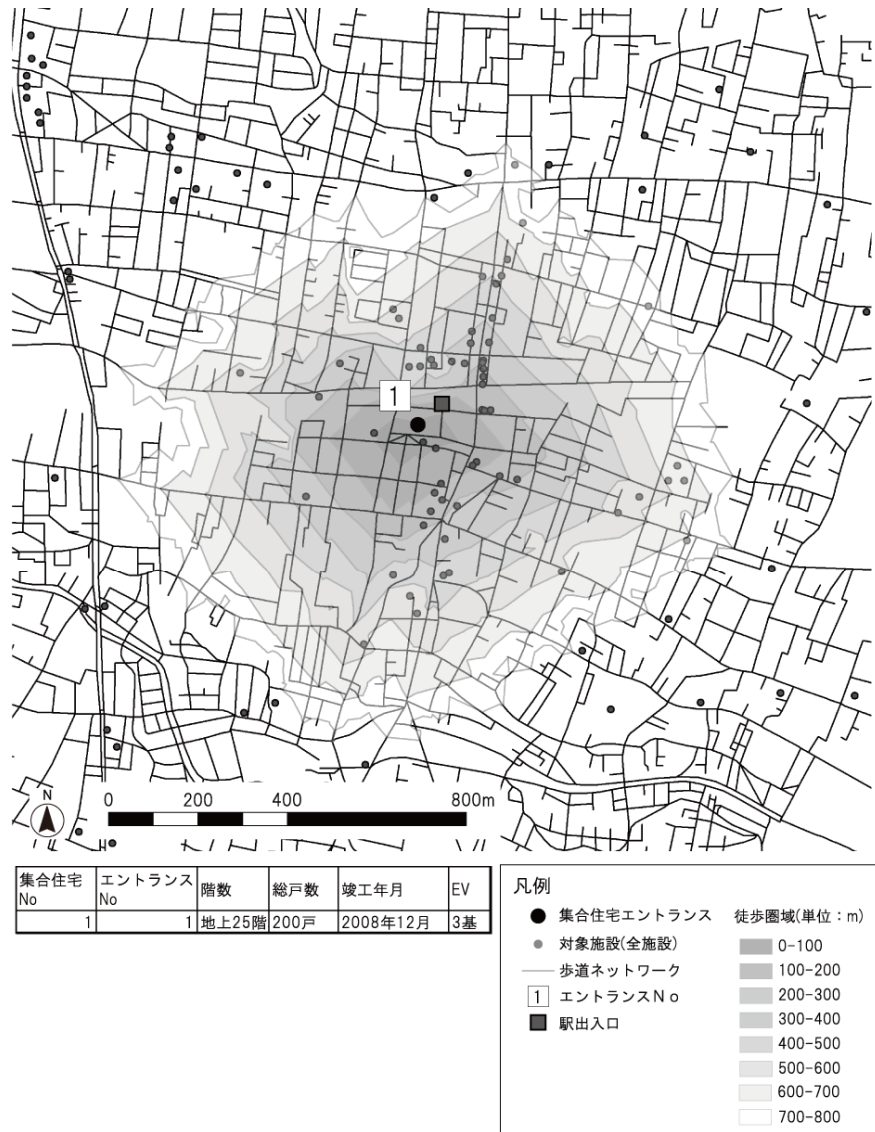 1
N
0 200 400 800m
集合住宅No エントランスNo 階数 総戸数 竣工年月 EV
1 1 地上25階 200戸 2008年12月 3基
凡例
集合住宅エントランス
対象施設(全施設)
歩道ネットワーク
1 エントランスNo
駅出入口
徒歩圏域(単位：m)
0-100
100-200
200-300
300-400
400-500
500-600
600-700
700-800